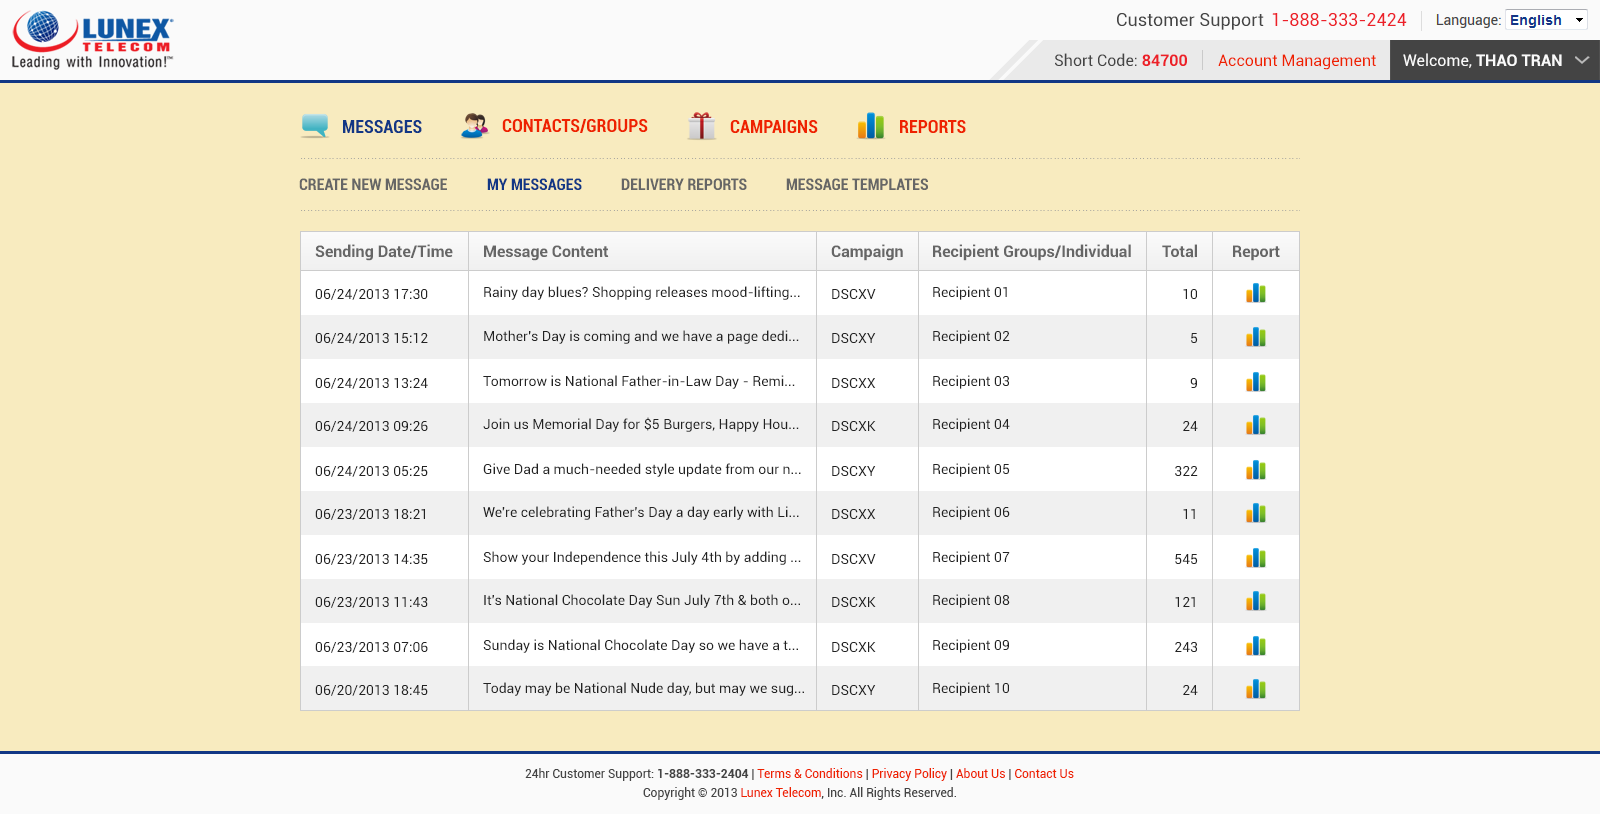 LUNEX
TELECOM
Leading with Innovation!™
Customer Support 1-888-333-2424
Language: English
Short Code: 84700
Account Management
Welcome, THAO TRAN
MESSAGES
CONTACTS/GROUPS
CAMPAIGNS
REPORTS
CREATE NEW MESSAGE
MY MESSAGES
DELIVERY REPORTS
MESSAGE TEMPLATES
Sending Date/Time Message Content Campaign Recipient Groups/Individual Total Report
06/24/2013 17:30 Rainy day blues? Shopping releases mood-lifting... DSCXV Recipient 01 10
06/24/2013 15:12 Mother's Day is coming and we have a page dedi... DSCXY Recipient 02 5
06/24/2013 13:24 Tomorrow is National Father-in-Law Day - Remi... DSCXX Recipient 03 9
06/24/2013 09:26 Join us Memorial Day for $5 Burgers, Happy Hou... DSCXK Recipient 04 24
06/24/2013 05:25 Give Dad a much-needed style update from our n... DSCXY Recipient 05 322
06/23/2013 18:21 We're celebrating Father's Day a day early with Li... DSCXX Recipient 06 11
06/23/2013 14:35 Show your Independence this July 4th by adding ... DSCXV Recipient 07 545
06/23/2013 11:43 It's National Chocolate Day Sun July 7th & both o... DSCXK Recipient 08 121
06/23/2013 07:06 Sunday is National Chocolate Day so we have a t... DSCXK Recipient 09 243
06/20/2013 18:45 Today may be National Nude day, but may we sug... DSCXY Recipient 10 24
24hr Customer Support: 1-888-333-2404 | Terms & Conditions | Privacy Policy | About Us | Contact Us
Copyright © 2013 Lunex Telecom, Inc. All Rights Reserved.